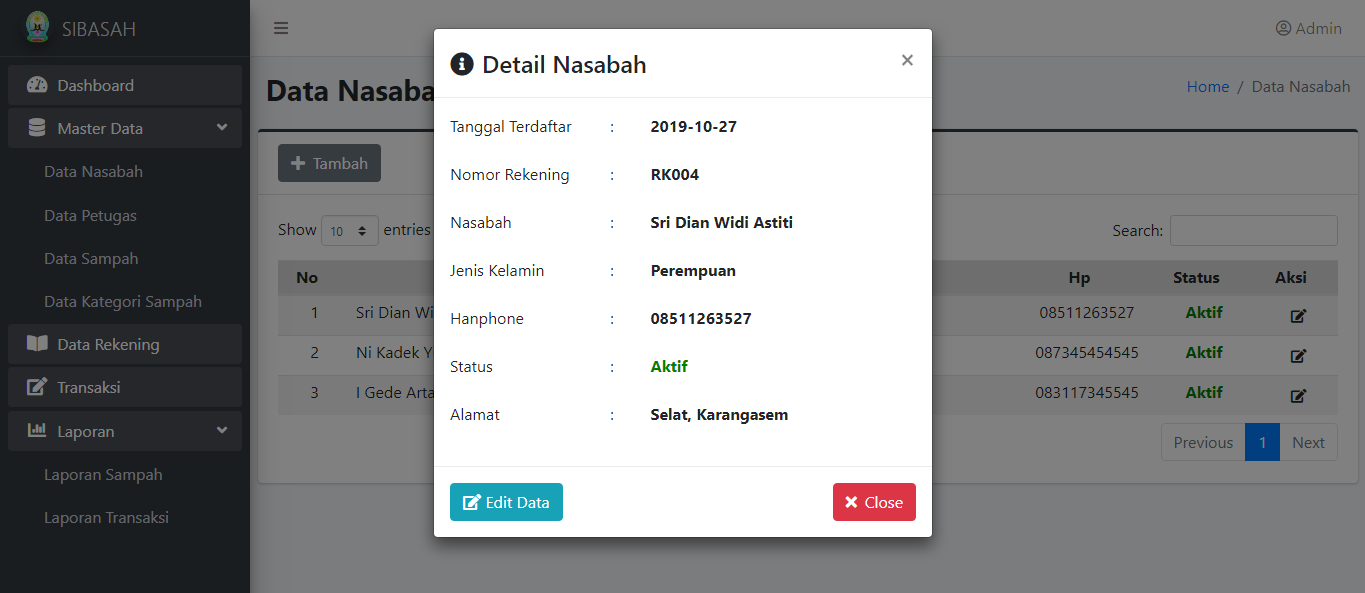 SIBASAH
Admin
Dashboard
Master Data
Data Nasabah
Data Petugas
Data Sampah
Data Kategori Sampah
Data Rekening
Transaksi
Laporan
Laporan Sampah
Laporan Transaksi
Data Nasaba
Home / Data Nasabah
Tambah
Show 10 entries
Search:
No Hp Status Aksi
1 Sri Dian Wi 08511263527 Aktif
2 Ni Kadek Y 087345454545 Aktif
3 I Gede Arta 083117345545 Aktif
Previous 1 Next
Detail Nasabah ×
Tanggal Terdaftar : 2019-10-27
Nomor Rekening : RK004
Nasabah : Sri Dian Widi Astiti
Jenis Kelamin : Perempuan
Hanphone : 08511263527
Status : Aktif
Alamat : Selat, Karangasem
Edit Data
Close